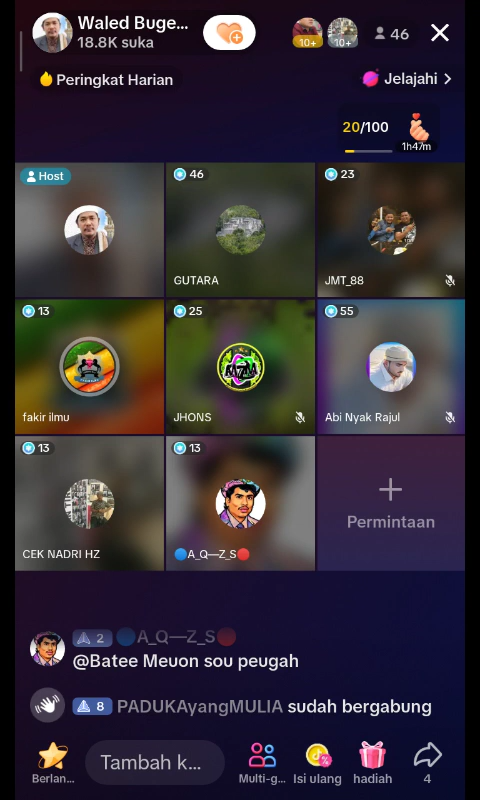 Waled Buge...
18.8K suka
10+
10+
46
Peringkat Harian
Jelajahi
20/100
1h47m
Host
46
GUTARA
23
JMT_88
13
fakir ilmu
25
JHONS
55
Abi Nyak Rajul
13
CEK NADRI HZ
13
🔵A_Q—Z_S🔴
Permintaan
2 🔵A_Q—Z_S🔴
@Batee Meuon sou peugah
8 PADUKAyangMULIA sudah bergabung
Berlan...
Tambah k...
Multi-g...
Isi ulang
hadiah
4